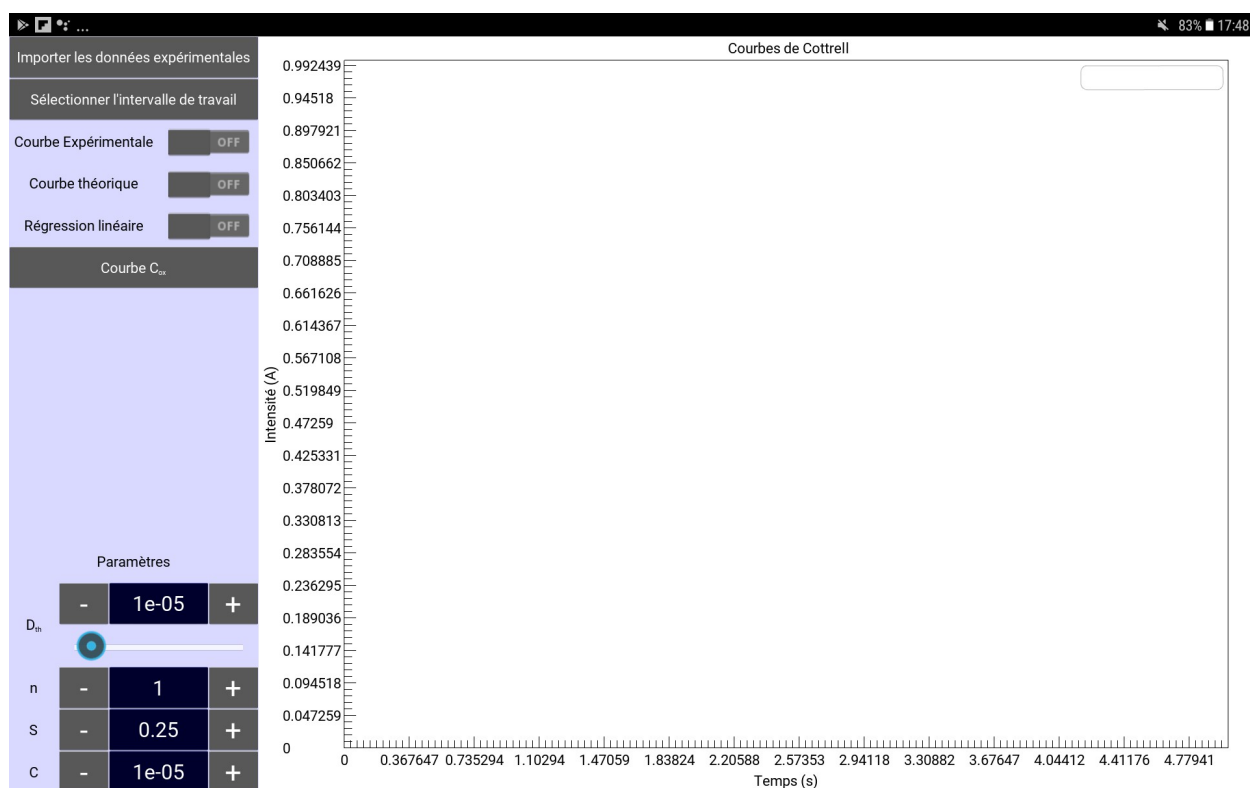 ... 83% 17:48
Importer les données expérimentales
Sélectionner l'intervalle de travail
Courbe Expérimentale OFF
Courbe théorique OFF
Régression linéaire OFF
Courbe Cox
Paramètres
Dth - 1e-05 +
n - 1 +
S - 0.25 +
C - 1e-05 +
Courbes de Cottrell
Intensité (A)
0.992439
0.94518
0.897921
0.850662
0.803403
0.756144
0.708885
0.661626
0.614367
0.567108
0.519849
0.47259
0.425331
0.378072
0.330813
0.283554
0.236295
0.189036
0.141777
0.094518
0.047259
0
0 0.367647 0.735294 1.10294 1.47059 1.83824 2.20588 2.57353 2.94118 3.30882 3.67647 4.04412 4.41176 4.77941
Temps (s)